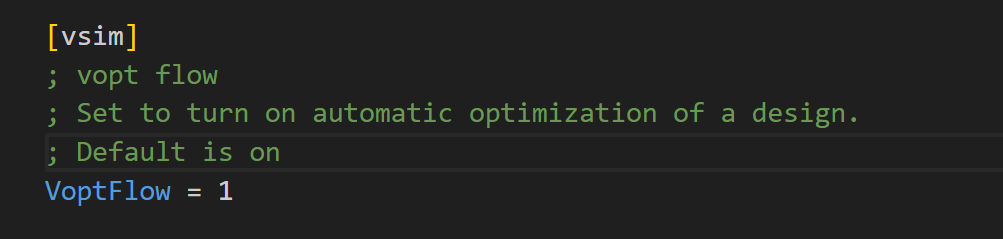 [vsim]
; vopt flow
; Set to turn on automatic optimization of a design.
; Default is on
VoptFlow = 1